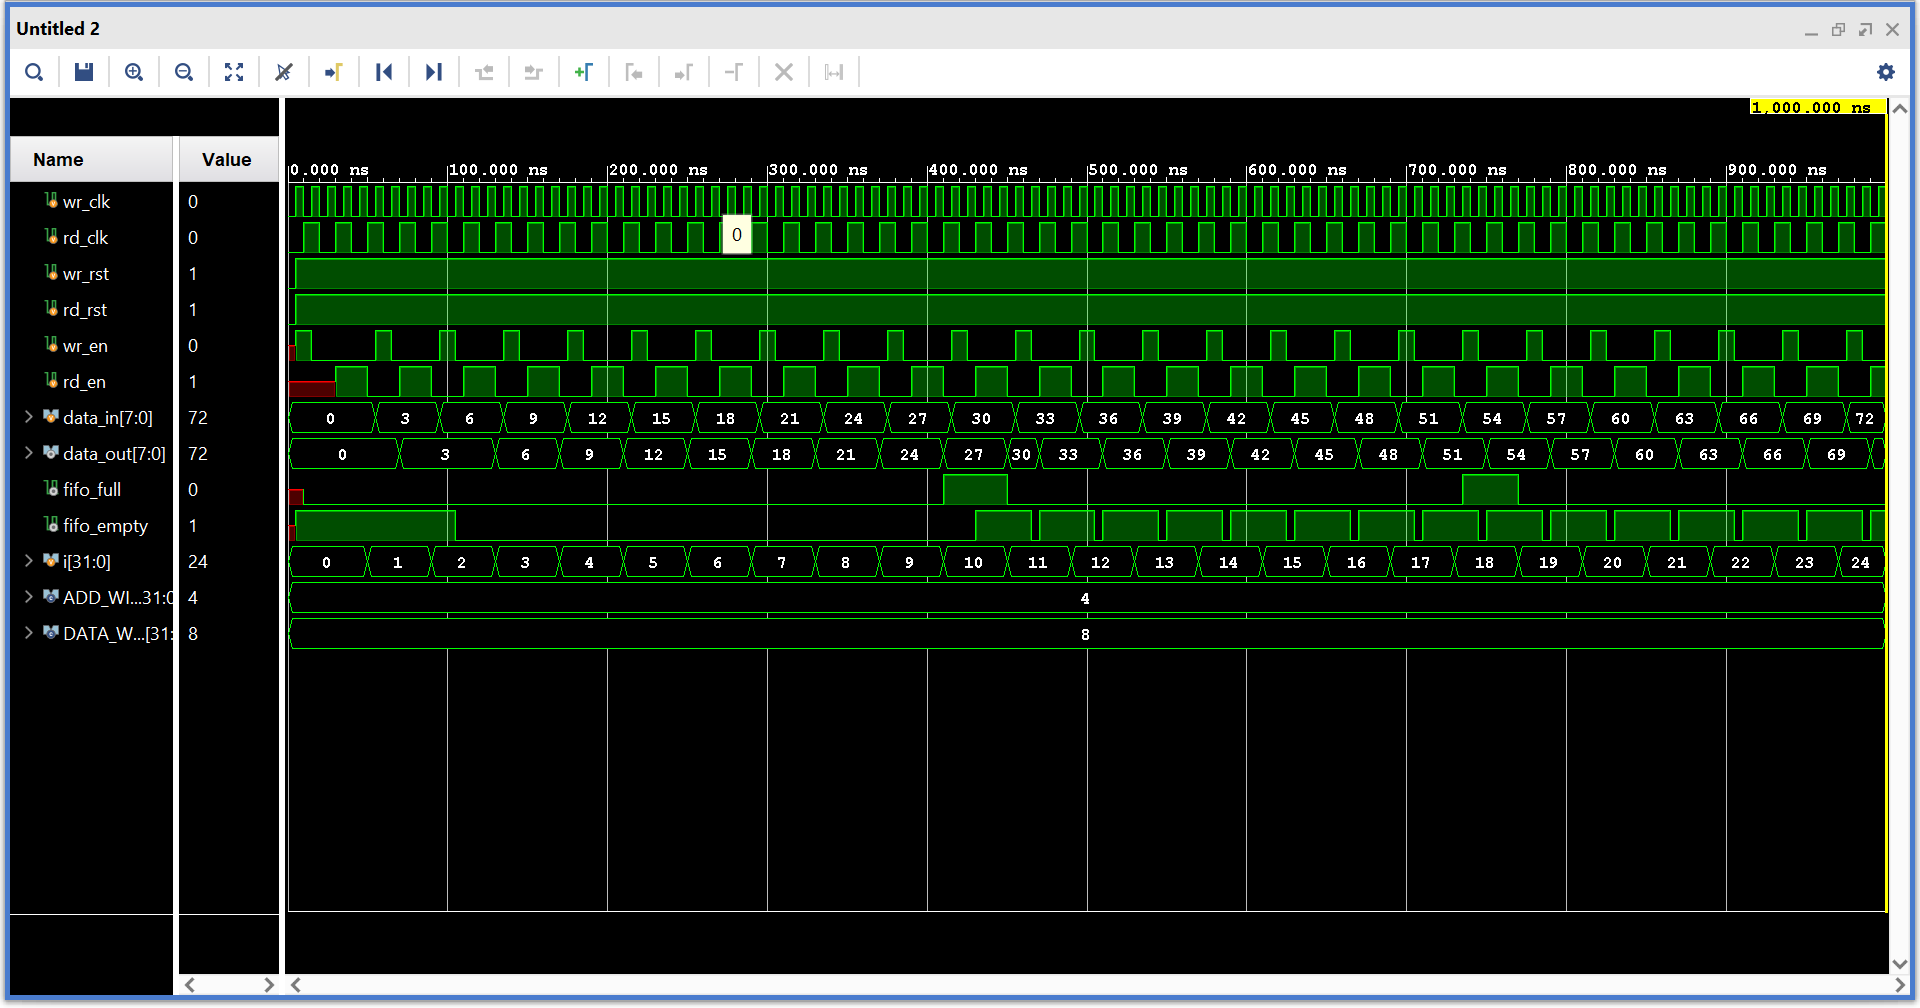 Untitled 2
1,000.000 ns
Name Value
0.000 ns 100.000 ns 200.000 ns 300.000 ns 400.000 ns 500.000 ns 600.000 ns 700.000 ns 800.000 ns 900.000 ns
wr_clk 0
rd_clk 0 0
wr_rst 1
rd_rst 1
wr_en 0
rd_en 1
data_in[7:0] 72 0 3 6 9 12 15 18 21 24 27 30 33 36 39 42 45 48 51 54 57 60 63 66 69 72
data_out[7:0] 72 0 3 6 9 12 15 18 21 24 27 30 33 36 39 42 45 48 51 54 57 60 63 66 69
fifo_full 0
fifo_empty 1
i[31:0] 24 0 1 2 3 4 5 6 7 8 9 10 11 12 13 14 15 16 17 18 19 20 21 22 23 24
ADD_WI...31:0 4 4
DATA_W...[31: 8 8